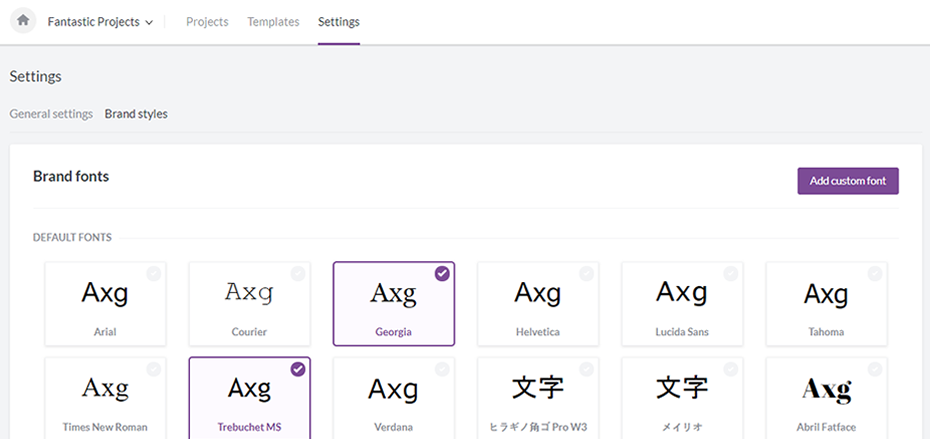 Fantastic Projects Projects Templates Settings
Settings
General settings Brand styles
Brand fonts Add custom font
DEFAULT FONTS
Axg Axg Axg Axg Axg Axg
Arial Courier Georgia Helvetica Lucida Sans Tahoma
Axg Axg Axg 文字 文字 Axg
Times New Roman Trebuchet MS Verdana ヒラギノ角ゴ Pro W3 メイリオ Abril Fatface